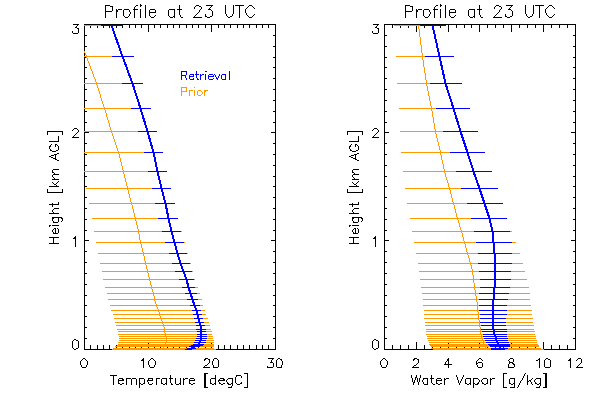 Profile at 23 UTC
3
2
1
0
Height [km AGL]
Retrieval
Prior
0 10 20 30
Temperature [degC]
Profile at 23 UTC
3
2
1
0
Height [km AGL]
0 2 4 6 8 10 12
Water Vapor [g/kg]